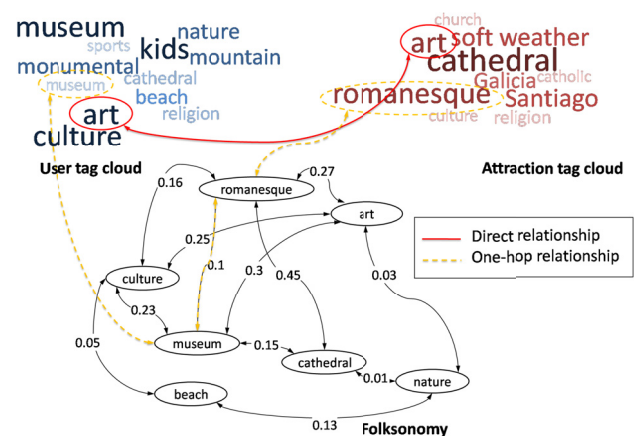 museum
nature
sports
kids
mountain
monumental
cathedral
museum
beach
art
religion
culture
User tag cloud
church
art
soft weather
cathedral
Galicia
catholic
romanesque
Santiago
culture
religion
Attraction tag cloud
romanesque
0.27
0.16
art
Direct relationship
One-hop relationship
0.25
0.1
0.3
0.45
0.03
culture
0.23
museum
0.15
0.05
cathedral
0.01
nature
beach
0.13
Folksonomy